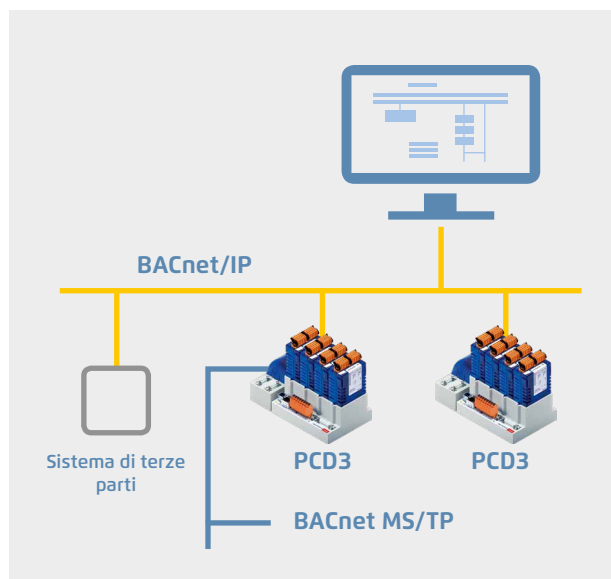 BACnet/IP
Sistema di terze
parti
PCD3
PCD3
BACnet MS/TP